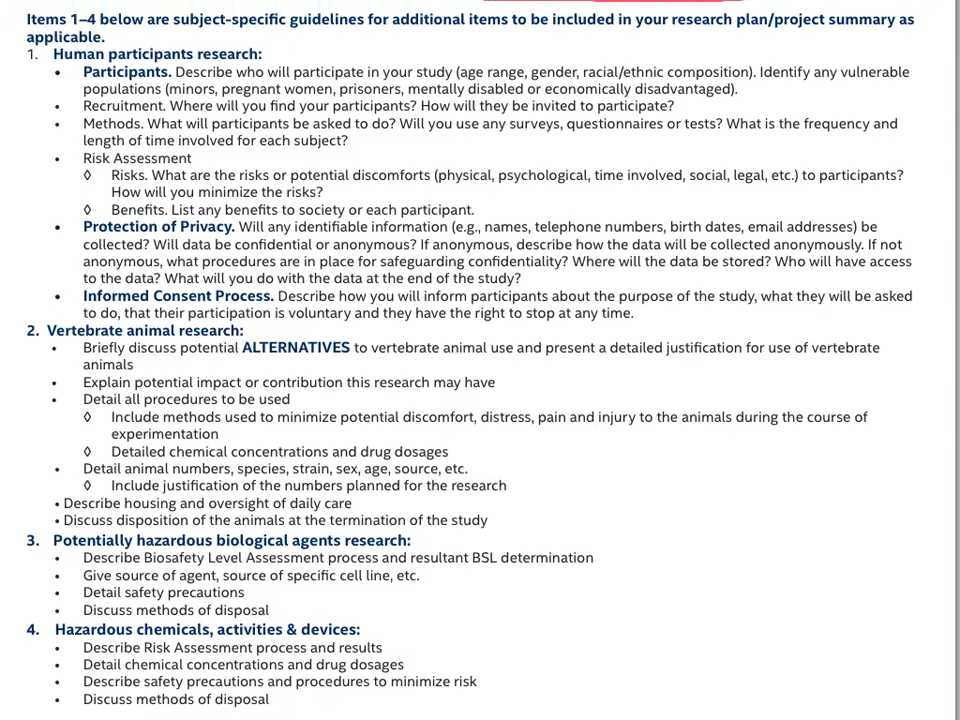 Items 1–4 below are subject-specific guidelines for additional items to be included in your research plan/project summary as
applicable.
1. Human participants research:
• Participants. Describe who will participate in your study (age range, gender, racial/ethnic composition). Identify any vulnerable
populations (minors, pregnant women, prisoners, mentally disabled or economically disadvantaged).
• Recruitment. Where will you find your participants? How will they be invited to participate?
• Methods. What will participants be asked to do? Will you use any surveys, questionnaires or tests? What is the frequency and
length of time involved for each subject?
• Risk Assessment
◊ Risks. What are the risks or potential discomforts (physical, psychological, time involved, social, legal, etc.) to participants?
How will you minimize the risks?
◊ Benefits. List any benefits to society or each participant.
• Protection of Privacy. Will any identifiable information (e.g., names, telephone numbers, birth dates, email addresses) be
collected? Will data be confidential or anonymous? If anonymous, describe how the data will be collected anonymously. If not
anonymous, what procedures are in place for safeguarding confidentiality? Where will the data be stored? Who will have access
to the data? What will you do with the data at the end of the study?
• Informed Consent Process. Describe how you will inform participants about the purpose of the study, what they will be asked
to do, that their participation is voluntary and they have the right to stop at any time.
2. Vertebrate animal research:
• Briefly discuss potential ALTERNATIVES to vertebrate animal use and present a detailed justification for use of vertebrate
animals
• Explain potential impact or contribution this research may have
• Detail all procedures to be used
◊ Include methods used to minimize potential discomfort, distress, pain and injury to the animals during the course of
experimentation
◊ Detailed chemical concentrations and drug dosages
• Detail animal numbers, species, strain, sex, age, source, etc.
◊ Include justification of the numbers planned for the research
• Describe housing and oversight of daily care
• Discuss disposition of the animals at the termination of the study
3. Potentially hazardous biological agents research:
• Describe Biosafety Level Assessment process and resultant BSL determination
• Give source of agent, source of specific cell line, etc.
• Detail safety precautions
• Discuss methods of disposal
4. Hazardous chemicals, activities & devices:
• Describe Risk Assessment process and results
• Detail chemical concentrations and drug dosages
• Describe safety precautions and procedures to minimize risk
• Discuss methods of disposal